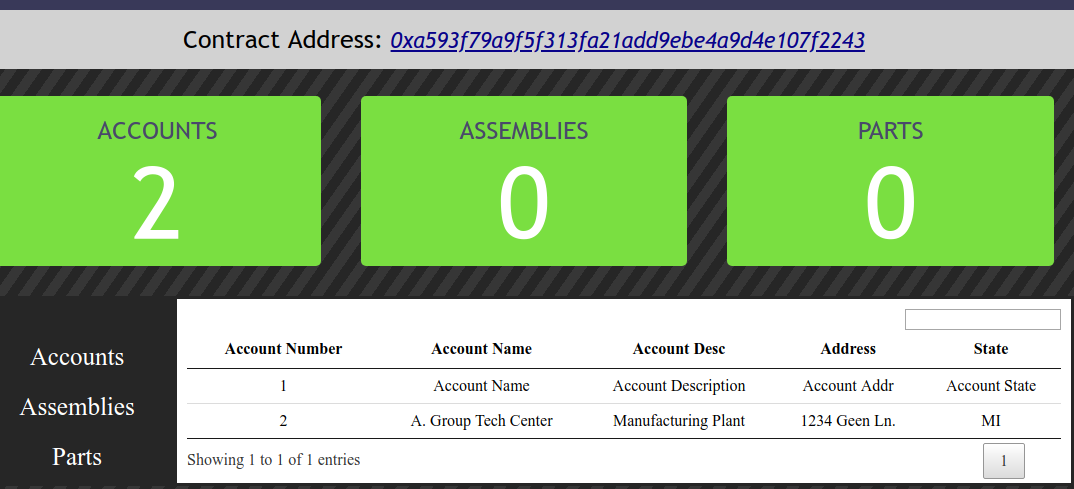 Contract Address: 0xa593f79a9f5f313fa21add9ebe4a9d4e107f2243
ACCOUNTS ASSEMBLIES PARTS
2 0 0
Accounts
Assemblies
Parts
Account Number Account Name Account Desc Address State
1 Account Name Account Description Account Addr Account State
2 A. Group Tech Center Manufacturing Plant 1234 Geen Ln. MI
Showing 1 to 1 of 1 entries 1